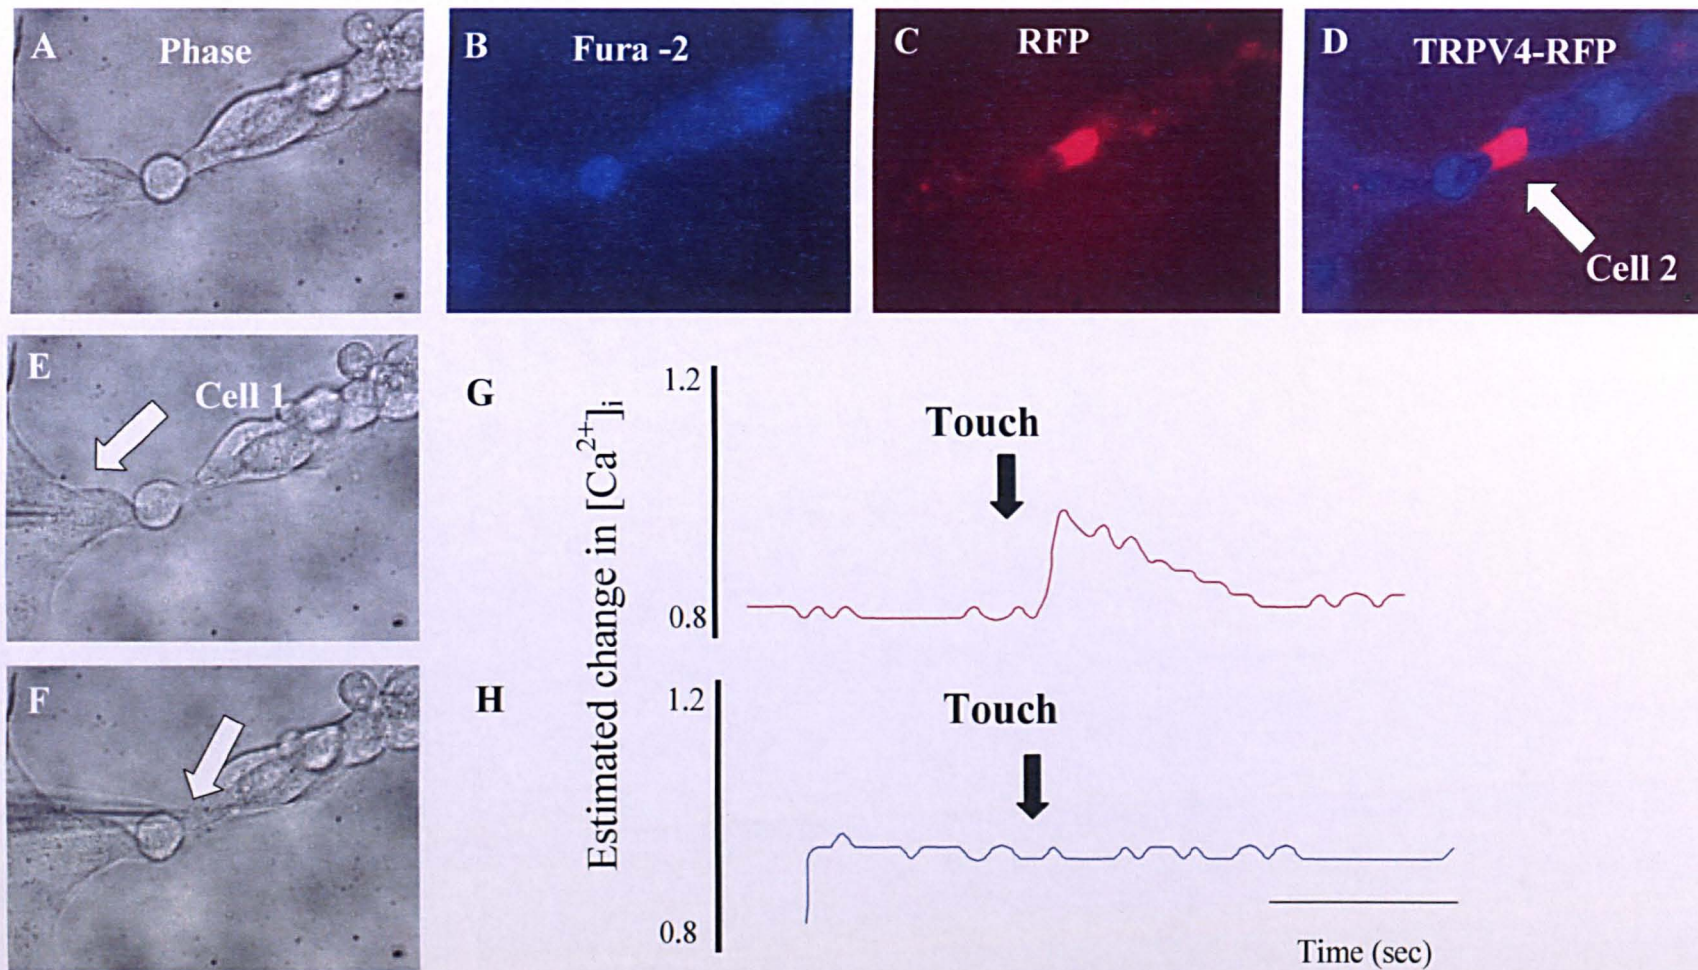 A
Phase
B
Fura -2
C
RFP
D
TRPV4-RFP
Cell 2
E
Cell 1
F
G
Estimated change in [Ca²⁺]ᵢ
1.2
0.8
Touch
H
1.2
0.8
Touch
Time (sec)